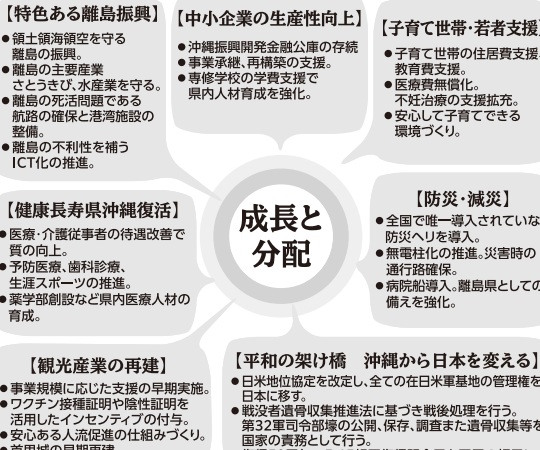 【特色ある離島振興】
●領土領海領空を守る
離島の振興。
●離島の主要産業
さとうきび、水産業を守る。
●離島の死活問題である
航路の確保と港湾施設の
整備。
●離島の不利性を補う
ICT化の推進。
【中小企業の生産性向上】
●沖縄振興開発金融公庫の存続
●事業承継、再構築の支援。
●専修学校の学費支援で
県内人材育成を強化。
【子育て世帯・若者支援
●子育て世帯の住居費支援、
教育費支援。
●医療費無償化。
不妊治療の支援拡充。
●安心して子育てできる
環境づくり。
成長と
分配
【健康長寿県沖縄復活】
●医療・介護従事者の待遇改善で
質の向上。
●予防医療、歯科診療、
生涯スポーツの推進。
●薬学部創設など県内医療人材の
育成。
【防災・減災】
●全国で唯一導入されていな
防災ヘリを導入。
●無電柱化の推進。災害時の
通行路確保。
●病院船導入。離島県としての
備えを強化。
【観光産業の再建】
●事業規模に応じた支援の早期実施。
●ワクチン接種証明や陰性証明を
活用したインセンティブの付与。
●安心ある人流促進の仕組みづくり。
●首里城の早期再建
【平和の架け橋　沖縄から日本を変える】
●日米地位協定を改定し、全ての在日米軍基地の管理権を
日本に移す。
●戦没者遺骨収集推進法に基づき戦後処理を行う。
第32軍司令部壕の公開、保存、調査また遺骨収集等を
国家の責務として行う。